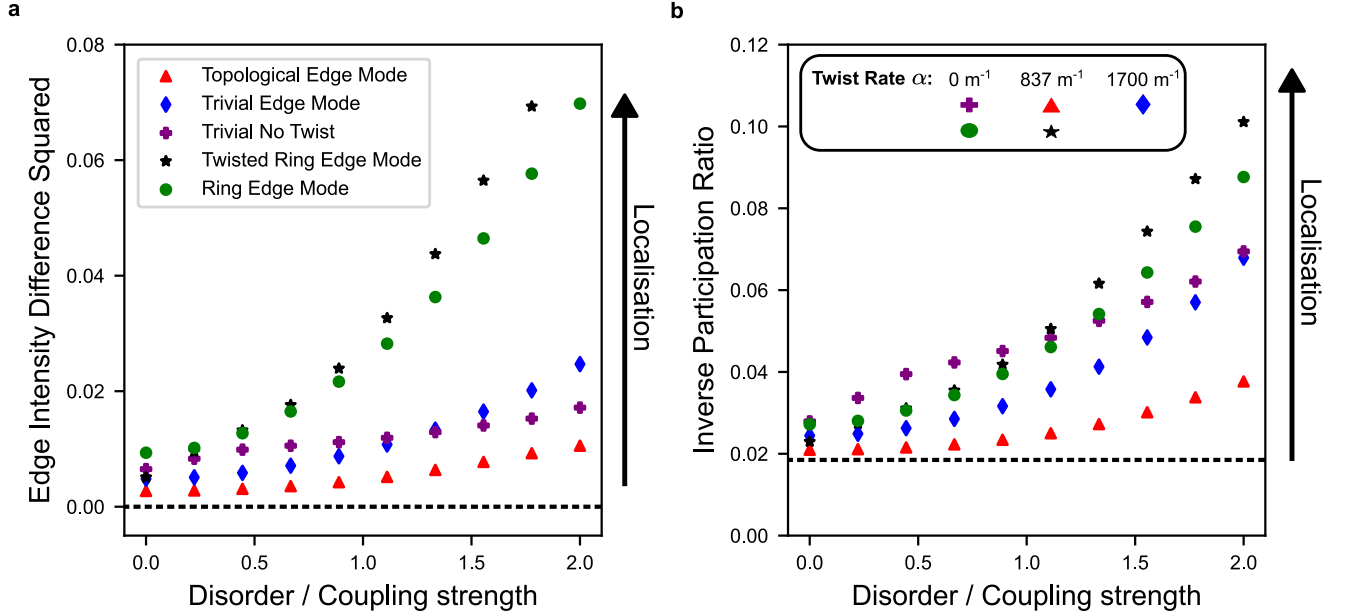 a
0.08
0.06
0.04
0.02
0.00
Edge Intensity Difference Squared
Topological Edge Mode
Trivial Edge Mode
Trivial No Twist
Twisted Ring Edge Mode
Ring Edge Mode
Localisation
0.0 0.5 1.0 1.5 2.0
Disorder / Coupling strength
b
0.12
0.10
0.08
0.06
0.04
0.02
0.00
Inverse Participation Ratio
Twist Rate α: 0 m⁻¹ 837 m⁻¹ 1700 m⁻¹
Localisation
0.0 0.5 1.0 1.5 2.0
Disorder / Coupling strength